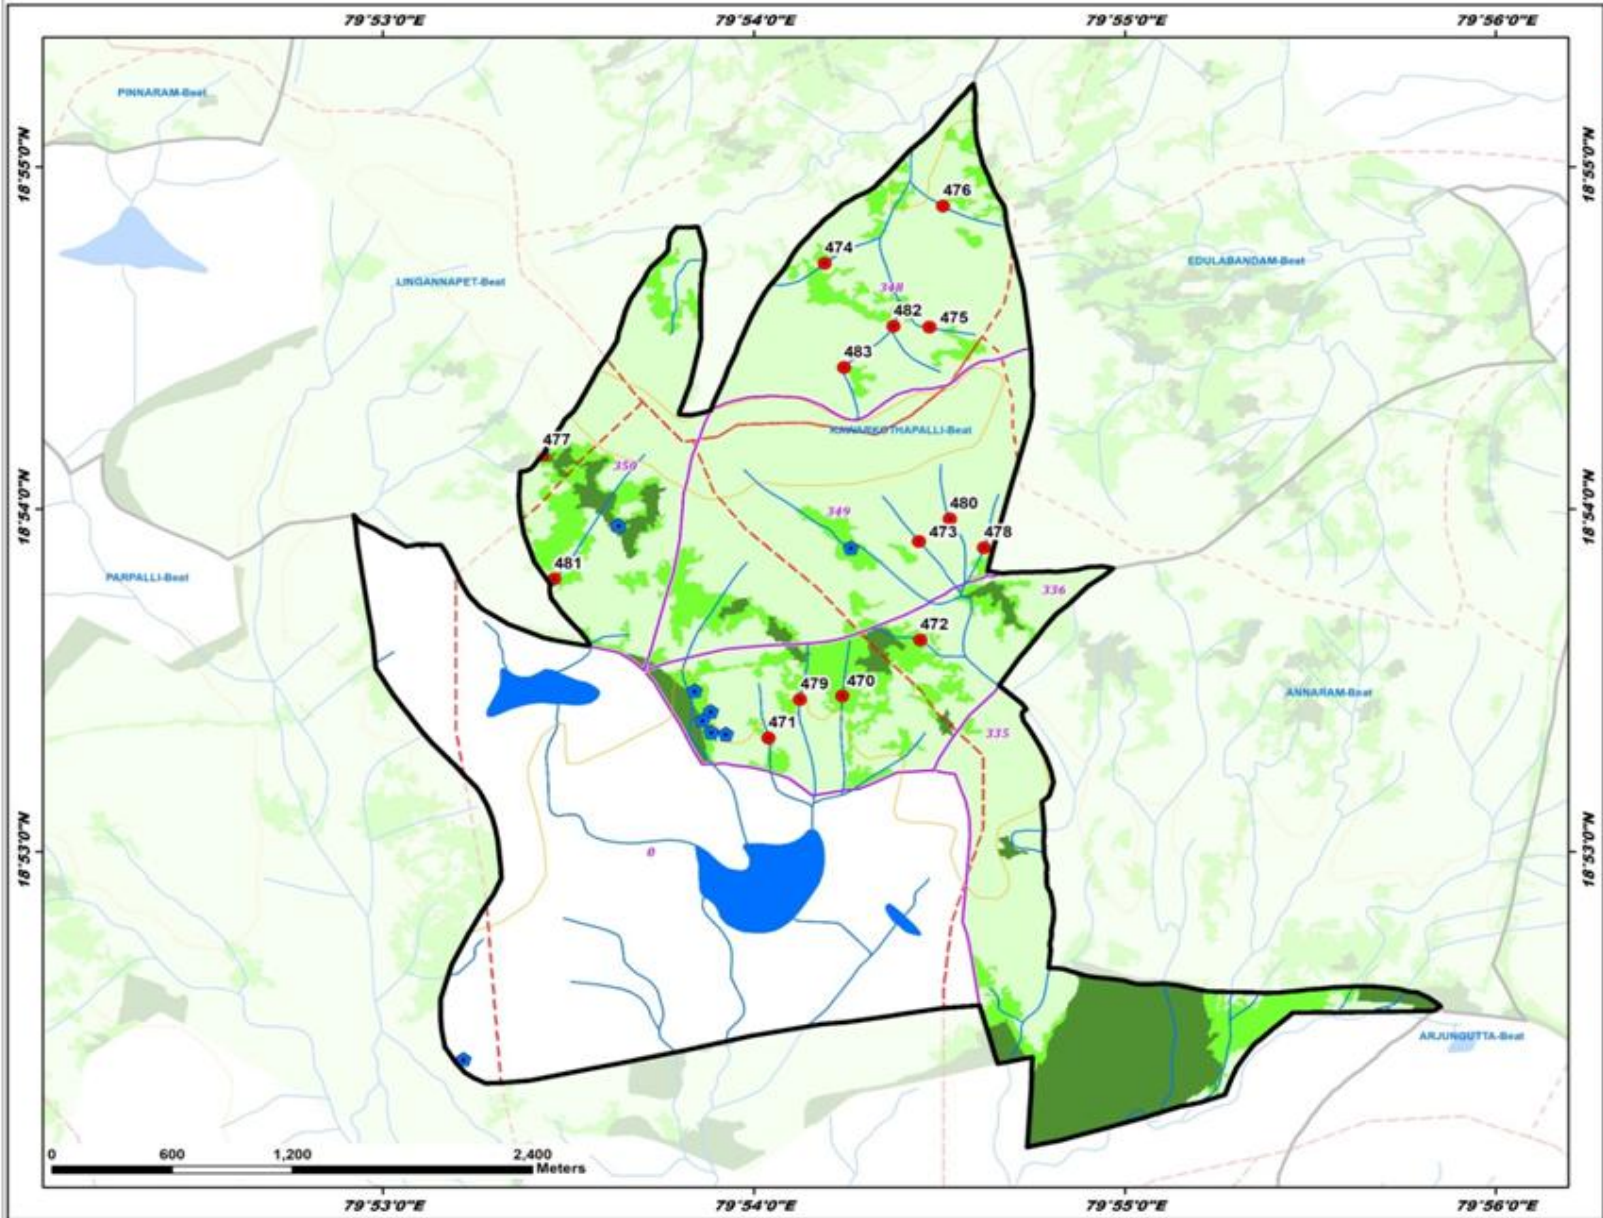 79°53'0"E 79°54'0"E 79°55'0"E 79°56'0"E
PINNARAM-Beat
18°55'0"N 18°55'0"N
476
474
EDULABANDAM-Beat
LINGANNAPET-Beat
348
482 475
483
KAWARKOTHAPALLI-Beat
477
350
480
18°54'0"N 18°54'0"N
349
473 478
481
PARPALLI-Beat
336
472
479 470
ANNARAM-Beat
471
335
0
18°53'0"N 18°53'0"N
ARJUNGUTTA-Beat
0 600 1,200 2,400
Meters
79°53'0"E 79°54'0"E 79°55'0"E 79°56'0"E